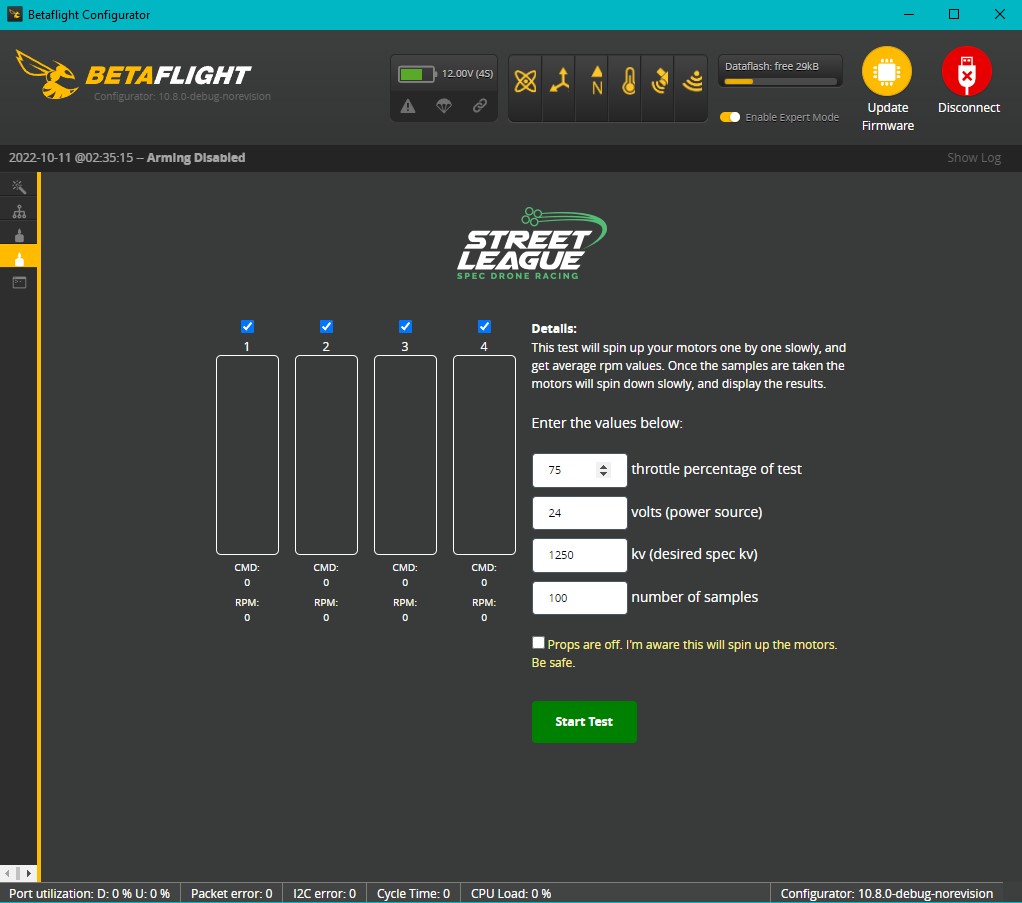 Betaflight Configurator
BETAFLIGHT
Configurator: 10.8.0-debug-norevision
12.00V (4S)
N
Dataflash: free 29kB
Enable Expert Mode
Update
Firmware
Disconnect
2022-10-11 @02:35:15 -- Arming Disabled
Show Log
STREET
LEAGUE
SPEC DRONE RACING
1 2 3 4
CMD: CMD: CMD: CMD:
0 0 0 0
RPM: RPM: RPM: RPM:
0 0 0 0
Details:
This test will spin up your motors one by one slowly, and
get average rpm values. Once the samples are taken the
motors will spin down slowly, and display the results.
Enter the values below:
75 throttle percentage of test
24 volts (power source)
1250 kv (desired spec kv)
100 number of samples
Props are off. I'm aware this will spin up the motors.
Be safe.
Start Test
Port utilization: D: 0 % U: 0 % Packet error: 0 I2C error: 0 Cycle Time: 0 CPU Load: 0 % Configurator: 10.8.0-debug-norevision